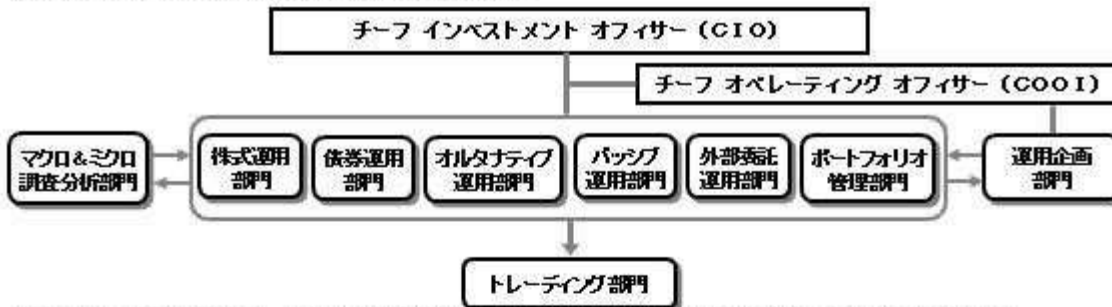 チーフ インベストメント オフィサー (CIO)
チーフ オペレーティング オフィサー (COOI)
マクロ&ミクロ
調査分析部門
株式運用
部門
債券運用
部門
オルタナティブ
運用部門
パッシブ
運用部門
外部委託
運用部門
ポートフォリオ
管理部門
運用企画
部門
トレーディング部門